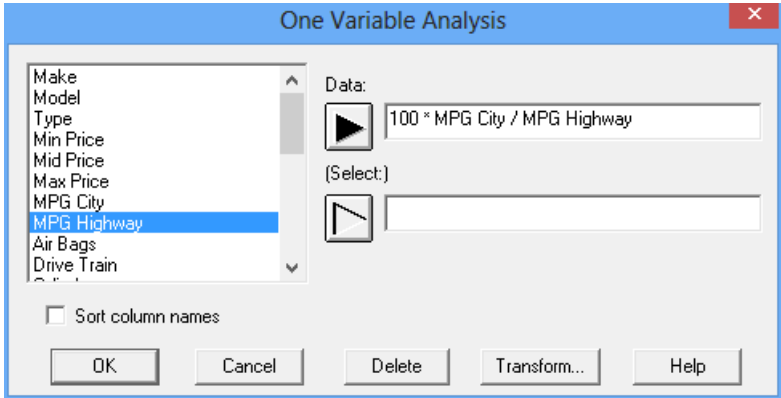 One Variable Analysis
Make
Model
Type
Min Price
Mid Price
Max Price
MPG City
MPG Highway
Air Bags
Drive Train
Data:
100 * MPG City / MPG Highway
(Select:)
Sort column names
OK
Cancel
Delete
Transform...
Help